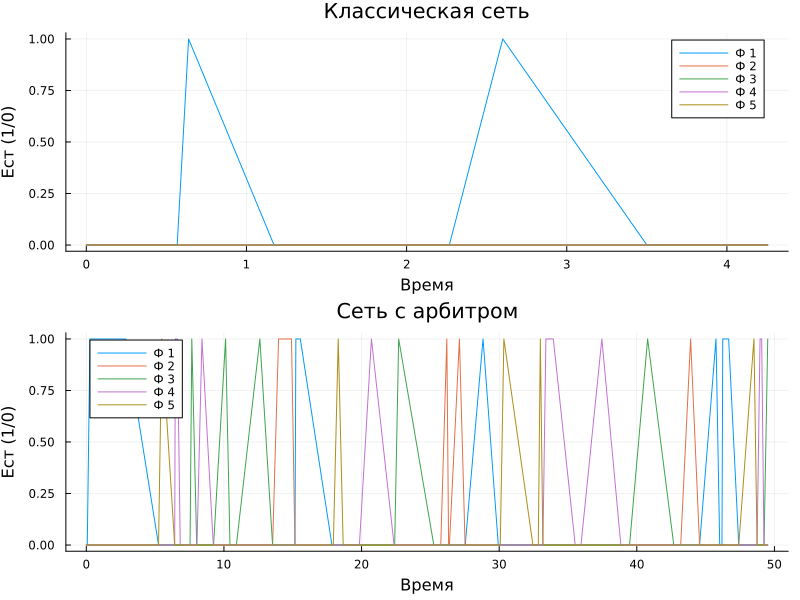 Классическая сеть
1.00
0.75
0.50
0.25
0.00
Ест (1/0)
Ф 1
Ф 2
Ф 3
Ф 4
Ф 5
0 1 2 3 4
Время
Сеть с арбитром
1.00
0.75
0.50
0.25
0.00
Ест (1/0)
Ф 1
Ф 2
Ф 3
Ф 4
Ф 5
0 10 20 30 40 50
Время